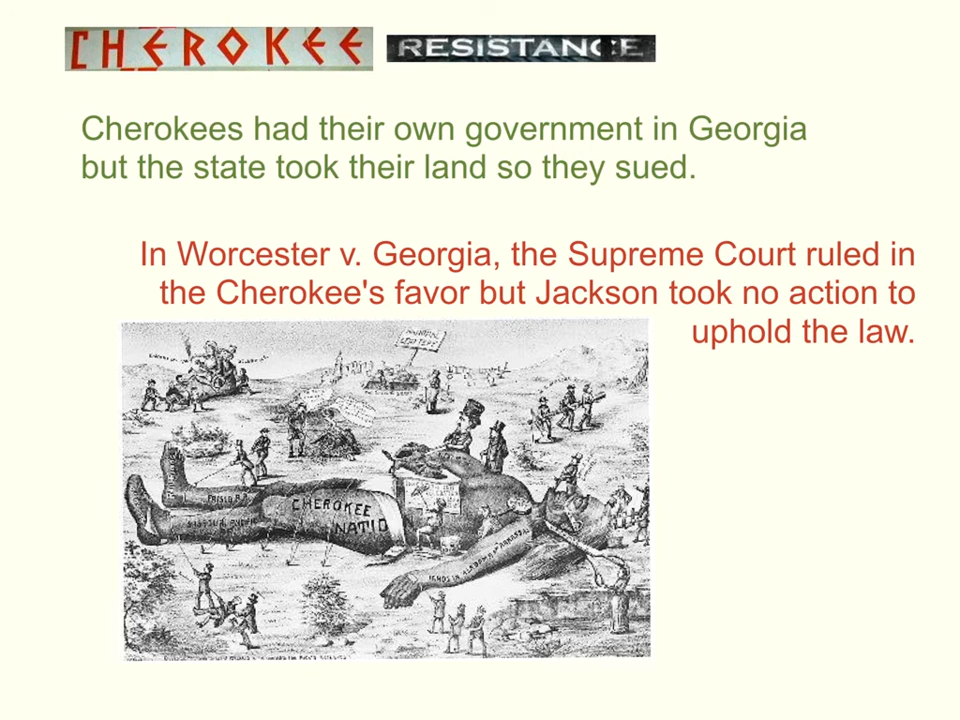 CHEROKEE RESISTANCE
Cherokees had their own government in Georgia
but the state took their land so they sued.
In Worcester v. Georgia, the Supreme Court ruled in
the Cherokee's favor but Jackson took no action to
uphold the law.
CHEROKEE
NATIO